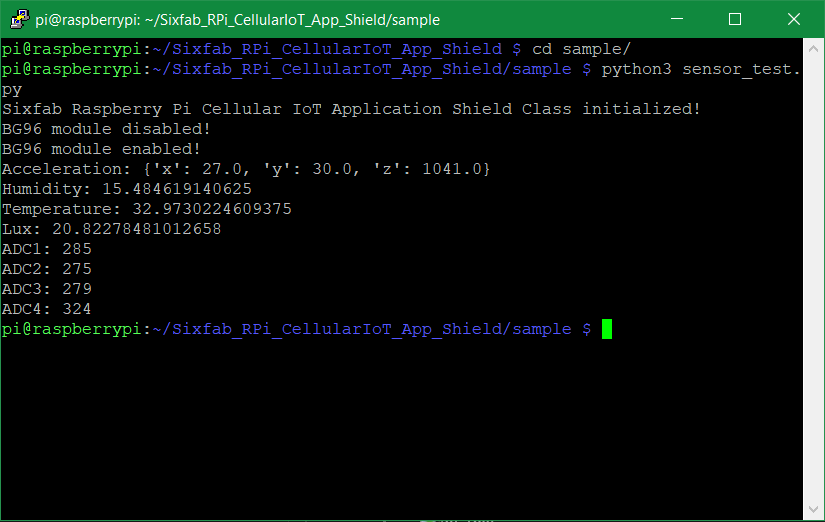 pi@raspberrypi: ~/Sixfab_RPi_CellularIoT_App_Shield/sample
pi@raspberrypi:~/Sixfab_RPi_CellularIoT_App_Shield $ cd sample/
pi@raspberrypi:~/Sixfab_RPi_CellularIoT_App_Shield/sample $ python3 sensor_test.
py
Sixfab Raspberry Pi Cellular IoT Application Shield Class initialized!
BG96 module disabled!
BG96 module enabled!
Acceleration: {'x': 27.0, 'y': 30.0, 'z': 1041.0}
Humidity: 15.484619140625
Temperature: 32.9730224609375
Lux: 20.82278481012658
ADC1: 285
ADC2: 275
ADC3: 279
ADC4: 324
pi@raspberrypi:~/Sixfab_RPi_CellularIoT_App_Shield/sample $